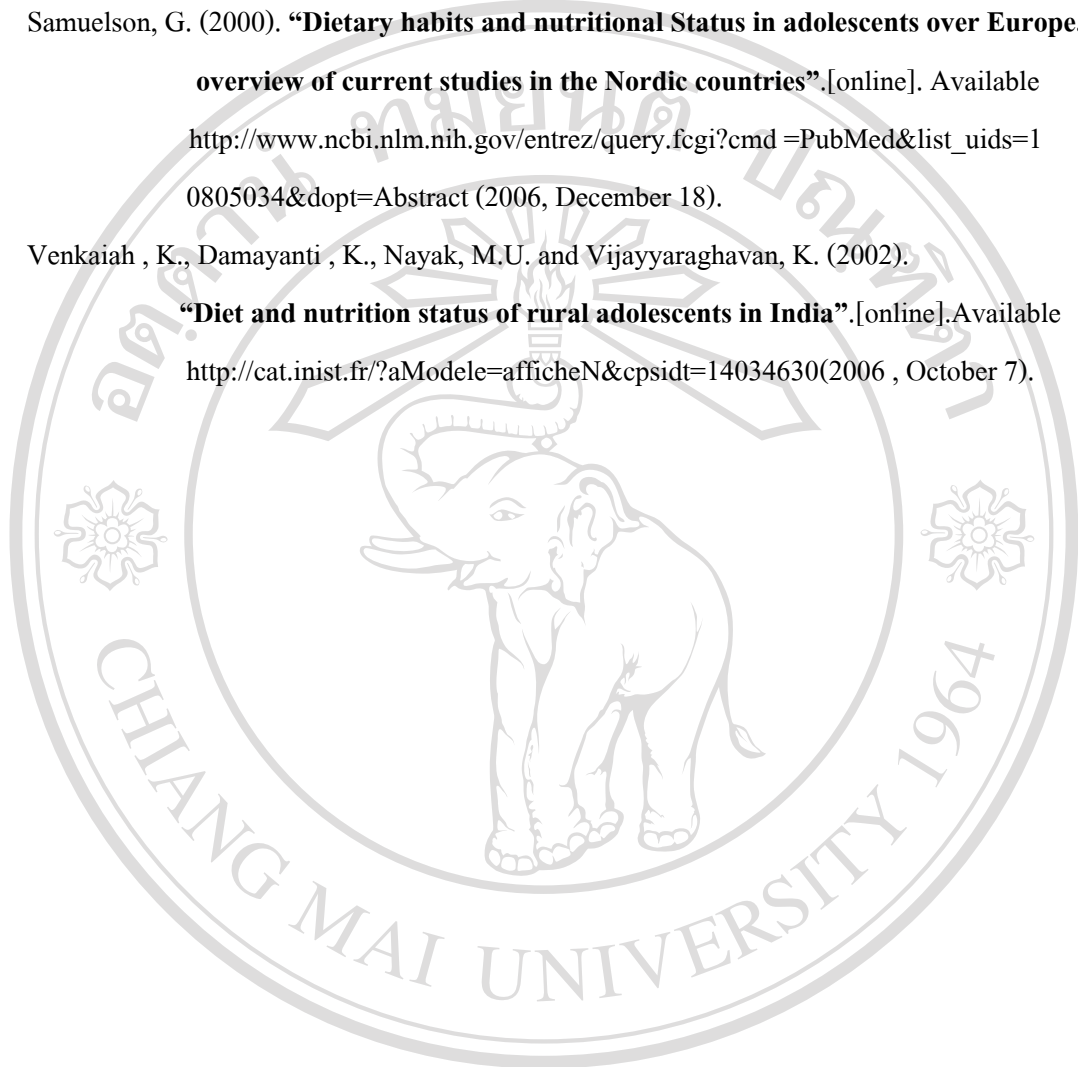 Samuelson, G. (2000). “Dietary habits and nutritional Status in adolescents over Europe.
overview of current studies in the Nordic countries”.[online]. Available
http://www.ncbi.nlm.nih.gov/entrez/query.fcgi?cmd =PubMed&list_uids=1
0805034&dopt=Abstract (2006, December 18).
Venkaiah , K., Damayanti , K., Nayak, M.U. and Vijayyaraghavan, K. (2002).
“Diet and nutrition status of rural adolescents in India”.[online].Available
http://cat.inist.fr/?aModele=afficheN&cpsidt=14034630(2006 , October 7).
CHIANG MAI UNIVERSITY 1964